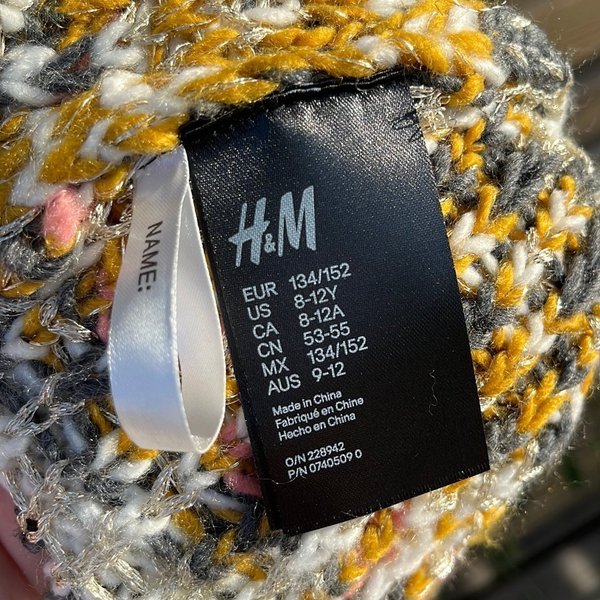 NAME:
H&M
EUR 134/152
US 8-12Y
CA 8-12A
CN 53-55
MX 134/152
AUS 9-12
Made in China
Fabriqué en Chine
Hecho en China
O/N 228942
P/N 0740509 0